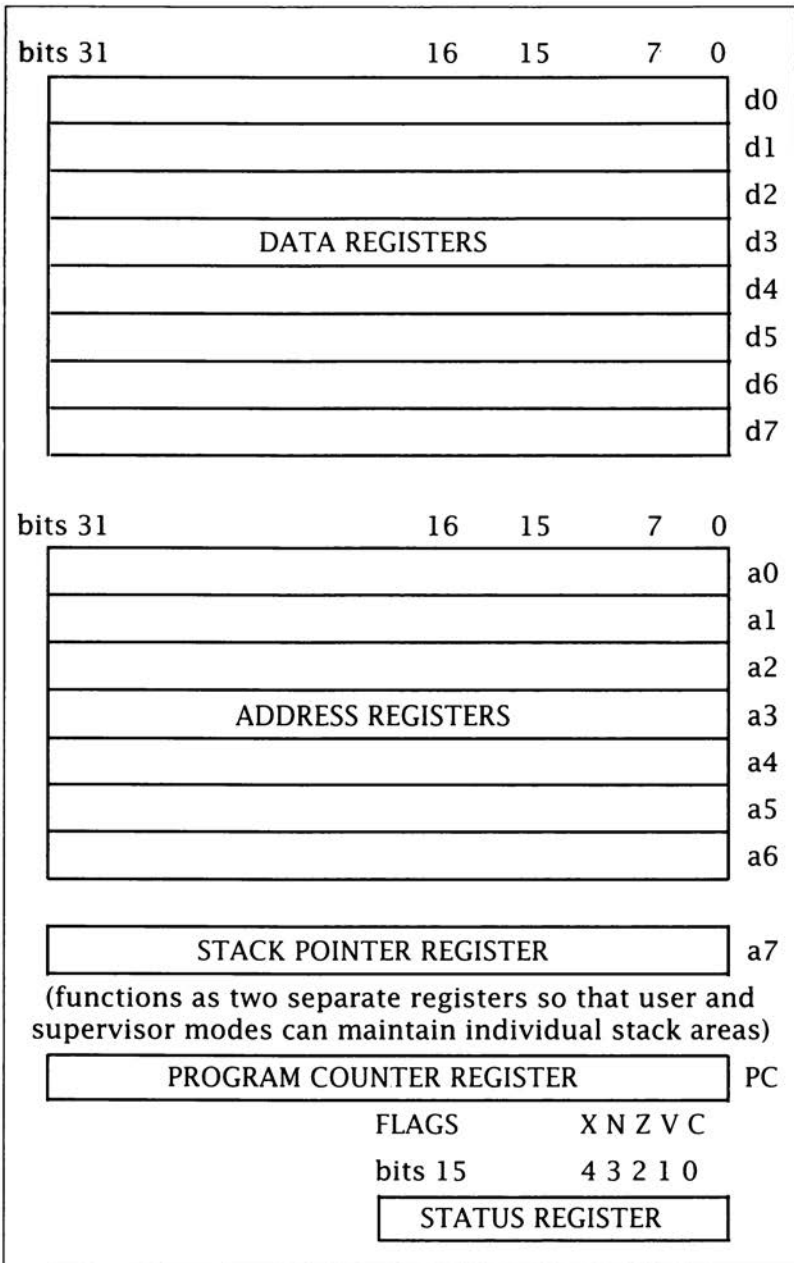 bits 31 16 15 7 0
d0
d1
d2
DATA REGISTERS d3
d4
d5
d6
d7
bits 31 16 15 7 0
a0
a1
a2
ADDRESS REGISTERS a3
a4
a5
a6
STACK POINTER REGISTER a7
(functions as two separate registers so that user and
supervisor modes can maintain individual stack areas)
PROGRAM COUNTER REGISTER PC
FLAGS X N Z V C
bits 15 4 3 2 1 0
STATUS REGISTER